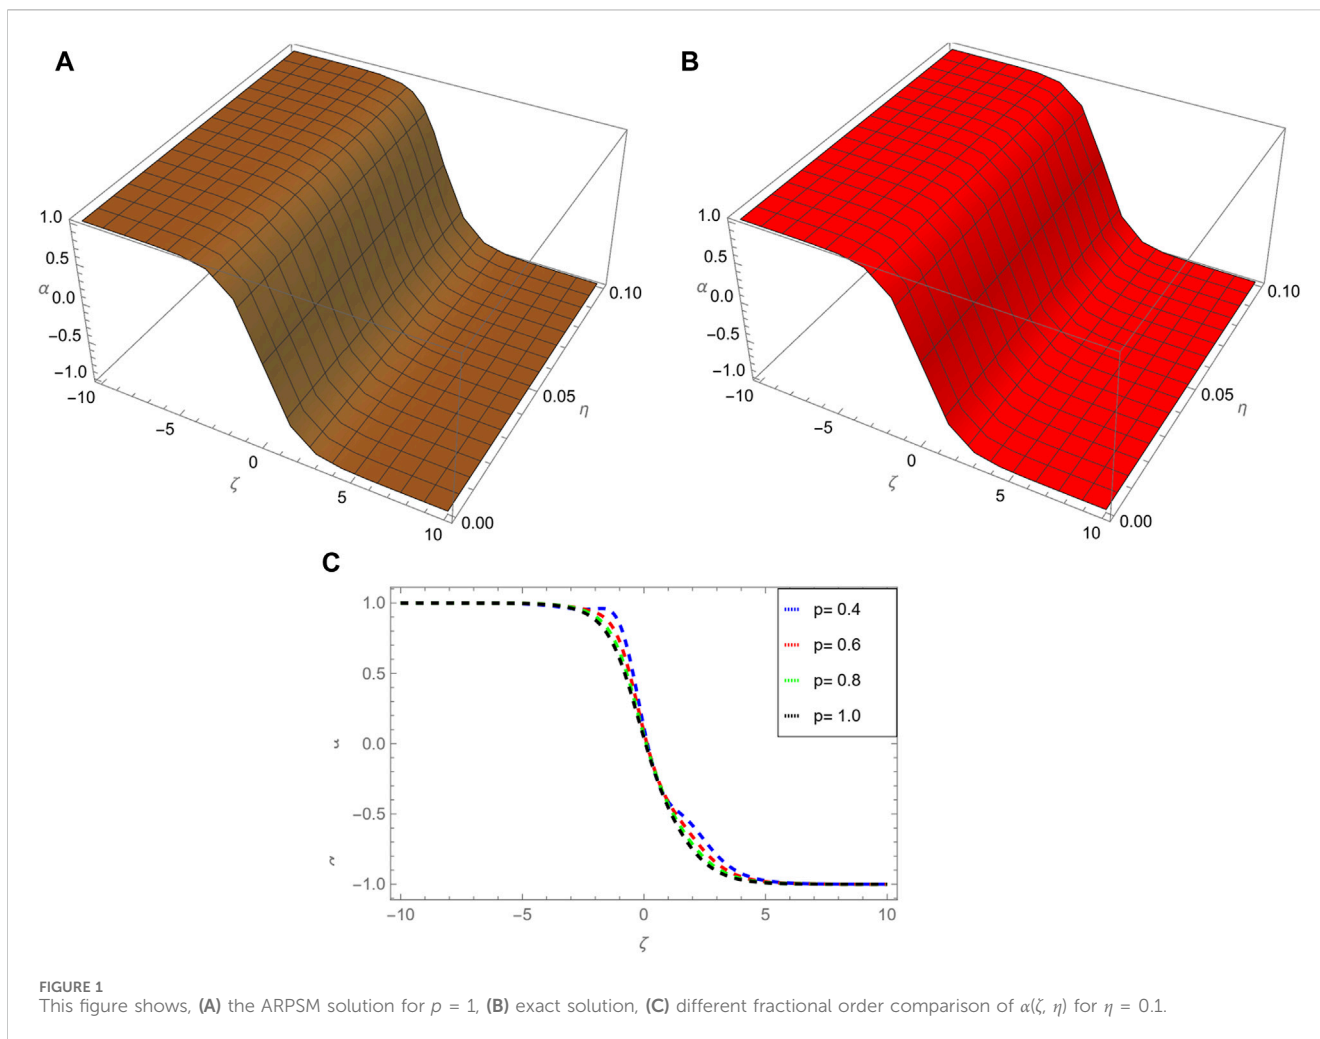 A
1.0
0.5
α 0.0
−0.5
−1.0
−10
−5
0
ζ
5
10
0.00
0.05
η
0.10
B
1.0
0.5
α 0.0
−0.5
−1.0
−10
−5
0
ζ
5
10
0.00
0.05
η
0.10
C
1.0
0.5
0.0
−0.5
−1.0
−10 −5 0 5 10
ζ
p= 0.4
p= 0.6
p= 0.8
p= 1.0
FIGURE 1
This figure shows, (A) the ARPSM solution for p = 1, (B) exact solution, (C) different fractional order comparison of α(ζ, η) for η = 0.1.